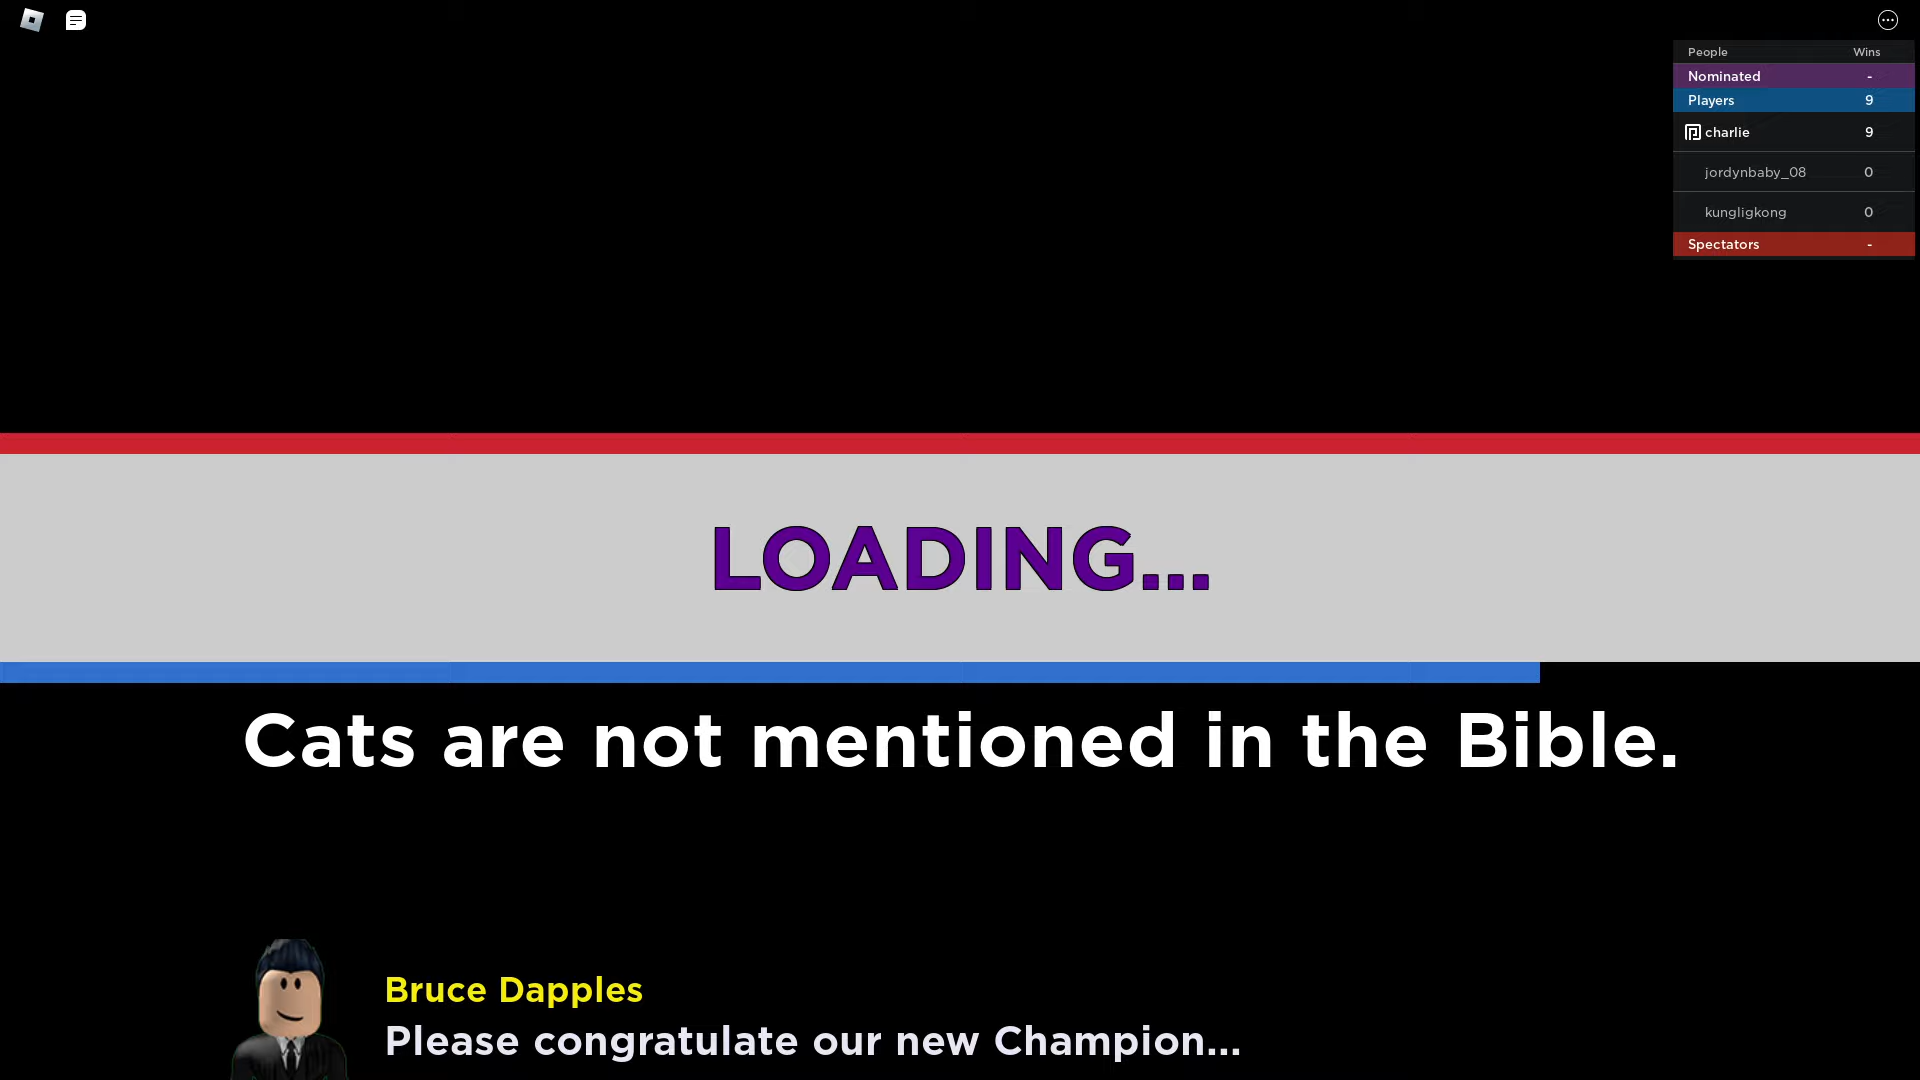 People Wins
Nominated -
Players 9
charlie 9
jordynbaby_08 0
kungligkong 0
Spectators -
LOADING...
Cats are not mentioned in the Bible.
Bruce Dapples
Please congratulate our new Champion...